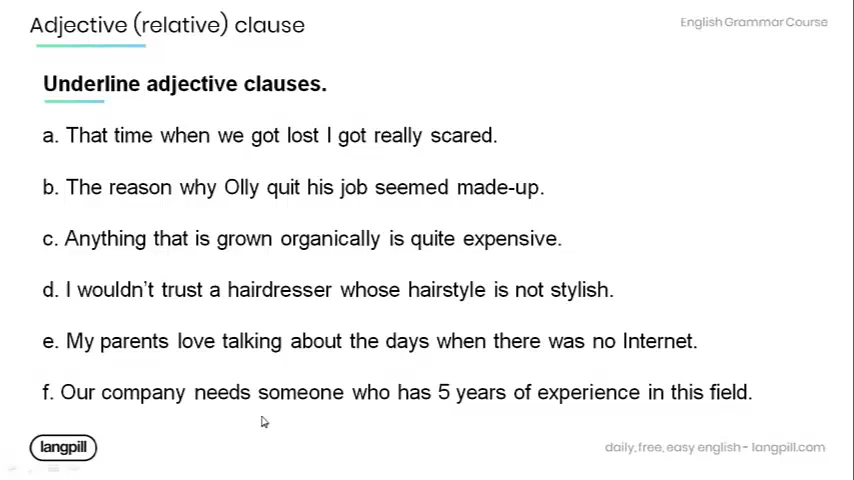 Adjective (relative) clause
English Grammar Course
Underline adjective clauses.
a. That time when we got lost I got really scared.
b. The reason why Olly quit his job seemed made-up.
c. Anything that is grown organically is quite expensive.
d. I wouldn't trust a hairdresser whose hairstyle is not stylish.
e. My parents love talking about the days when there was no Internet.
f. Our company needs someone who has 5 years of experience in this field.
langpill
daily, free, easy english - langpill.com